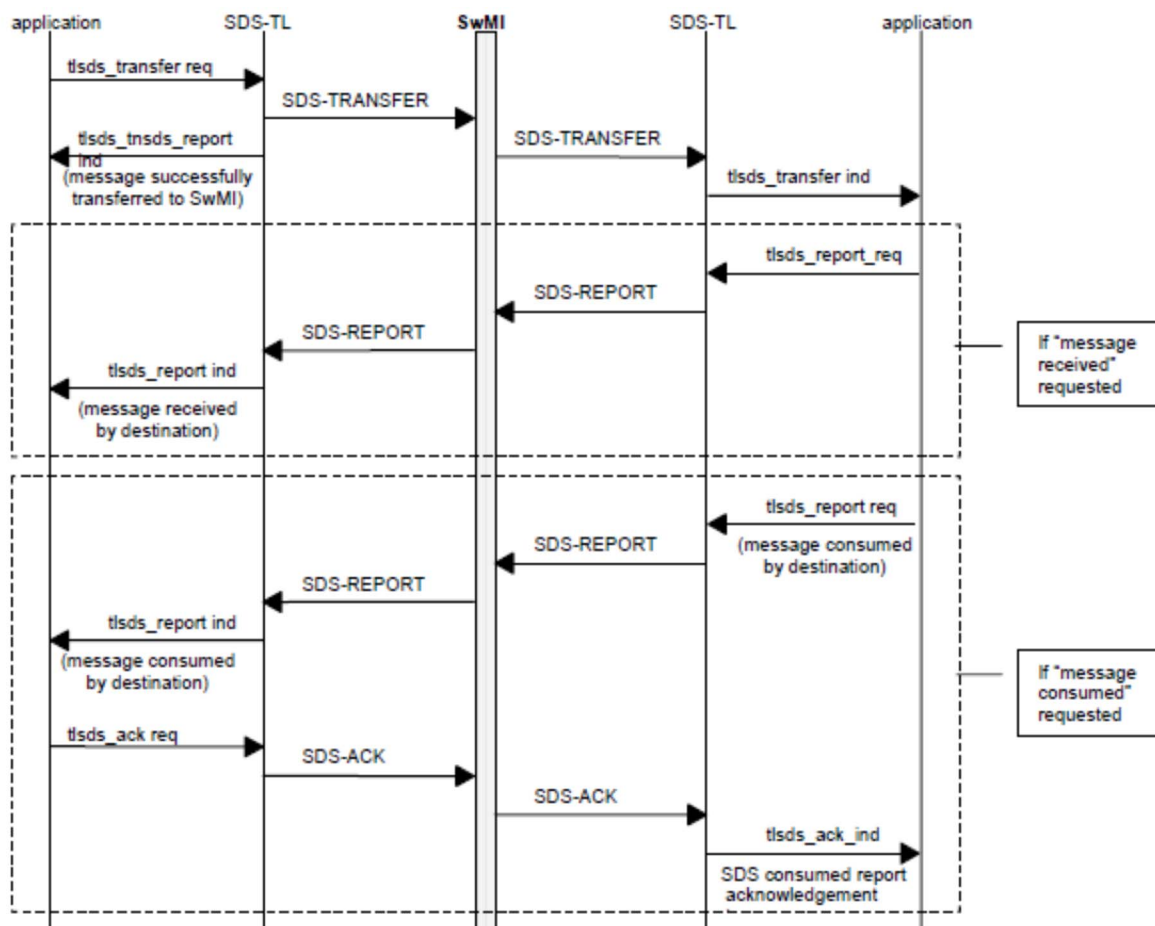 application
SDS-TL
SwMI
SDS-TL
application
tlsds_transfer req
SDS-TRANSFER
tlsds_tnsds_report
ind
(message successfully
transferred to SwMI)
SDS-TRANSFER
tlsds_transfer ind
tlsds_report_req
SDS-REPORT
SDS-REPORT
tlsds_report ind
(message received
by destination)
If "message
received"
requested
tlsds_report req
(message consumed
by destination)
SDS-REPORT
SDS-REPORT
tlsds_report ind
(message consumed
by destination)
If "message
consumed"
requested
tlsds_ack req
SDS-ACK
SDS-ACK
tlsds_ack_ind
SDS consumed report
acknowledgement